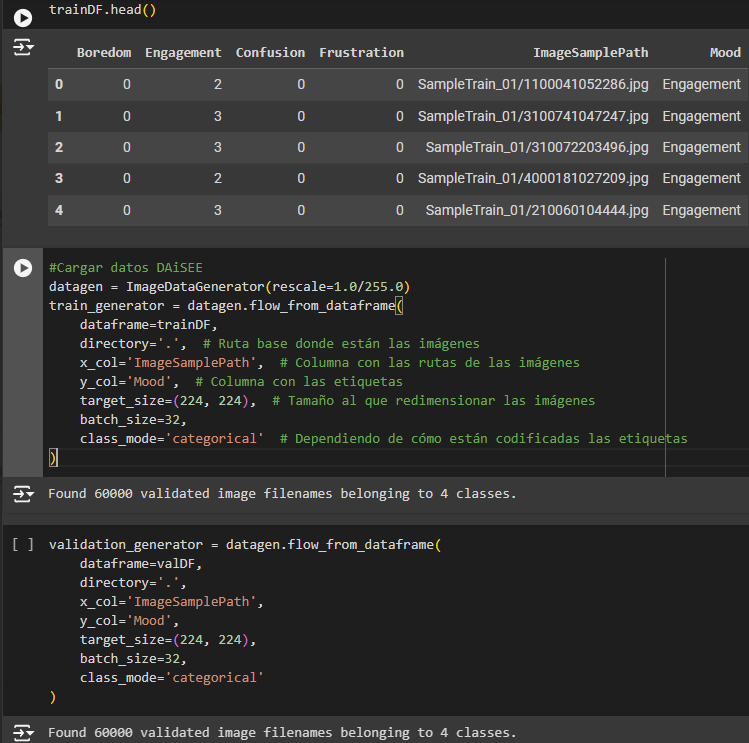 trainDF.head()
Boredom Engagement Confusion Frustration ImageSamplePath Mood
0 0 2 0 0 SampleTrain_01/1100041052286.jpg Engagement
1 0 3 0 0 SampleTrain_01/3100741047247.jpg Engagement
2 0 3 0 0 SampleTrain_01/310072203496.jpg Engagement
3 0 2 0 0 SampleTrain_01/4000181027209.jpg Engagement
4 0 3 0 0 SampleTrain_01/210060104444.jpg Engagement
#Cargar datos DAiSEE
datagen = ImageDataGenerator(rescale=1.0/255.0)
train_generator = datagen.flow_from_dataframe(
    dataframe=trainDF,
    directory='.',  # Ruta base donde están las imágenes
    x_col='ImageSamplePath',  # Columna con las rutas de las imágenes
    y_col='Mood',  # Columna con las etiquetas
    target_size=(224, 224),  # Tamaño al que redimensionar las imágenes
    batch_size=32,
    class_mode='categorical'  # Dependiendo de cómo están codificadas las etiquetas
)
Found 60000 validated image filenames belonging to 4 classes.
[ ] validation_generator = datagen.flow_from_dataframe(
    dataframe=valDF,
    directory='.',
    x_col='ImageSamplePath',
    y_col='Mood',
    target_size=(224, 224),
    batch_size=32,
    class_mode='categorical'
)
Found 60000 validated image filenames belonging to 4 classes.